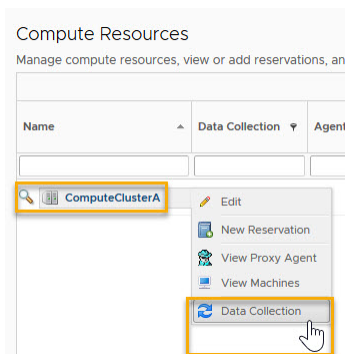 Compute Resources
Manage compute resources, view or add reservations, an
Name Data Collection Agent
ComputeClusterA
Edit
New Reservation
View Proxy Agent
View Machines
Data Collection